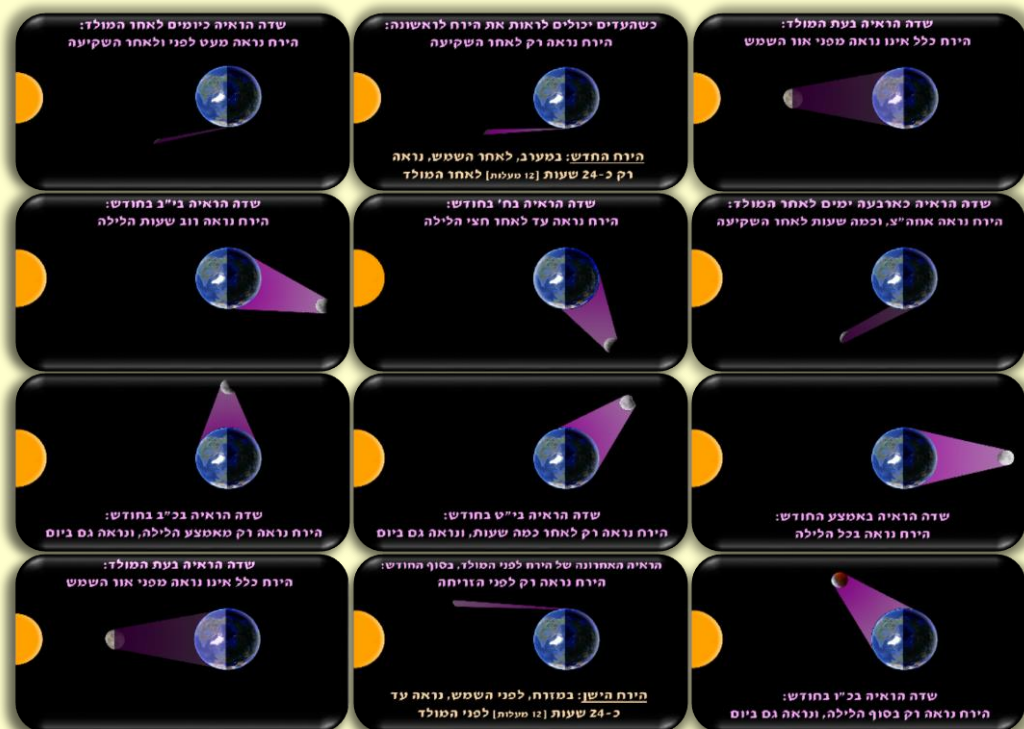 שדה הראיה בעת המולד:
הירח כלל אינו נראה מפני אור השמש
כשהעדים יכולים לראות את הירח לראשונה:
הירח נראה רק לאחר השקיעה
הירח החדש: במערב, לאחר השמש, נראה
רק כ-24 שעות [12 מעלות] לאחר המולד
שדה הראיה כיומים לאחר המולד:
הירח נראה מעט לפני ולאחר השקיעה
שדה הראיה כארבעה ימים לאחר המולד:
הירח נראה אחה"צ, וכמה שעות לאחר השקיעה
שדה הראיה בח' בחודש:
הירח נראה עד לאחר חצי הלילה
שדה הראיה בי"ב בחודש:
הירח נראה רוב שעות הלילה
שדה הראיה באמצע החודש:
הירח נראה בכל הלילה
שדה הראיה בי"ט בחודש:
הירח נראה רק לאחר כמה שעות, ונראה גם ביום
שדה הראיה בכ"ב בחודש:
הירח נראה רק מאמצע הלילה, ונראה גם ביום
שדה הראיה בכ"ו בחודש:
הירח נראה רק בסוף הלילה, ונראה גם ביום
הראיה האחרונה של הירח לפני המולד, בסוף החודש:
הירח נראה רק לפני הזריחה
הירח הישן: במזרח, לפני השמש, נראה עד
כ-24 שעות [12 מעלות] לפני המולד
שדה הראיה בעת המולד:
הירח כלל אינו נראה מפני אור השמש